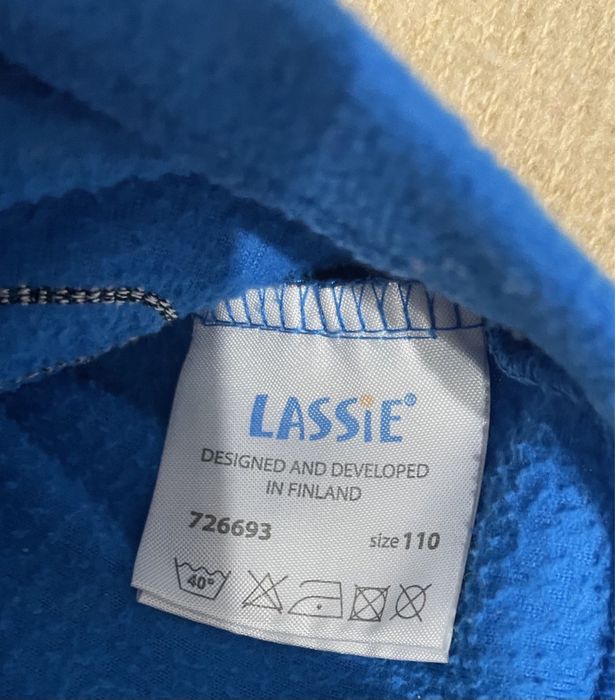 LASSiE®
DESIGNED AND DEVELOPED
IN FINLAND
726693 size 110
40°